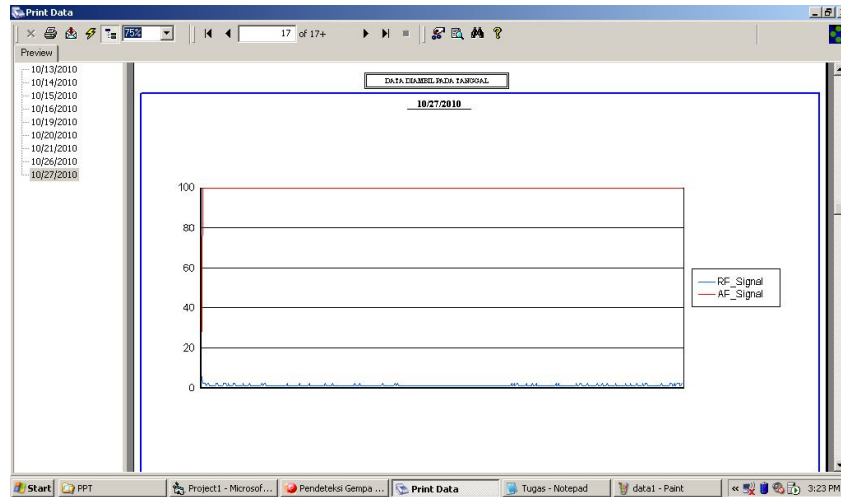 Print Data
75%
17 of 17+
Preview
10/13/2010
10/14/2010
10/15/2010
10/16/2010
10/19/2010
10/20/2010
10/21/2010
10/26/2010
10/27/2010
DATA DIAMBIL PADA TANGGAL
10/27/2010
100
80
60
40
20
0
RF_Signal
AF_Signal
Start
PPT
Project1 - Microsof...
Pendeteksi Gempa ...
Print Data
Tugas - Notepad
data1 - Paint
3:23 PM